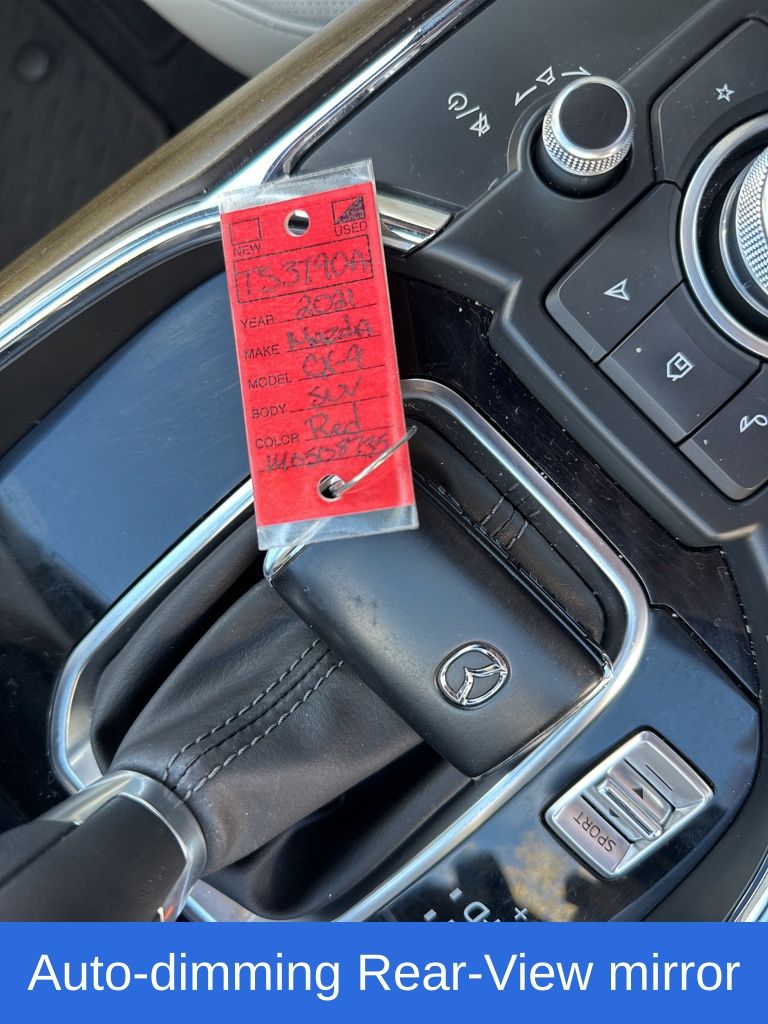 NEW USED
TS3790A
YEAR 2021
MAKE Mazda
MODEL CX-9
BODY SUV
COLOR Red
SPORT
+
D
Auto-dimming Rear-View mirror